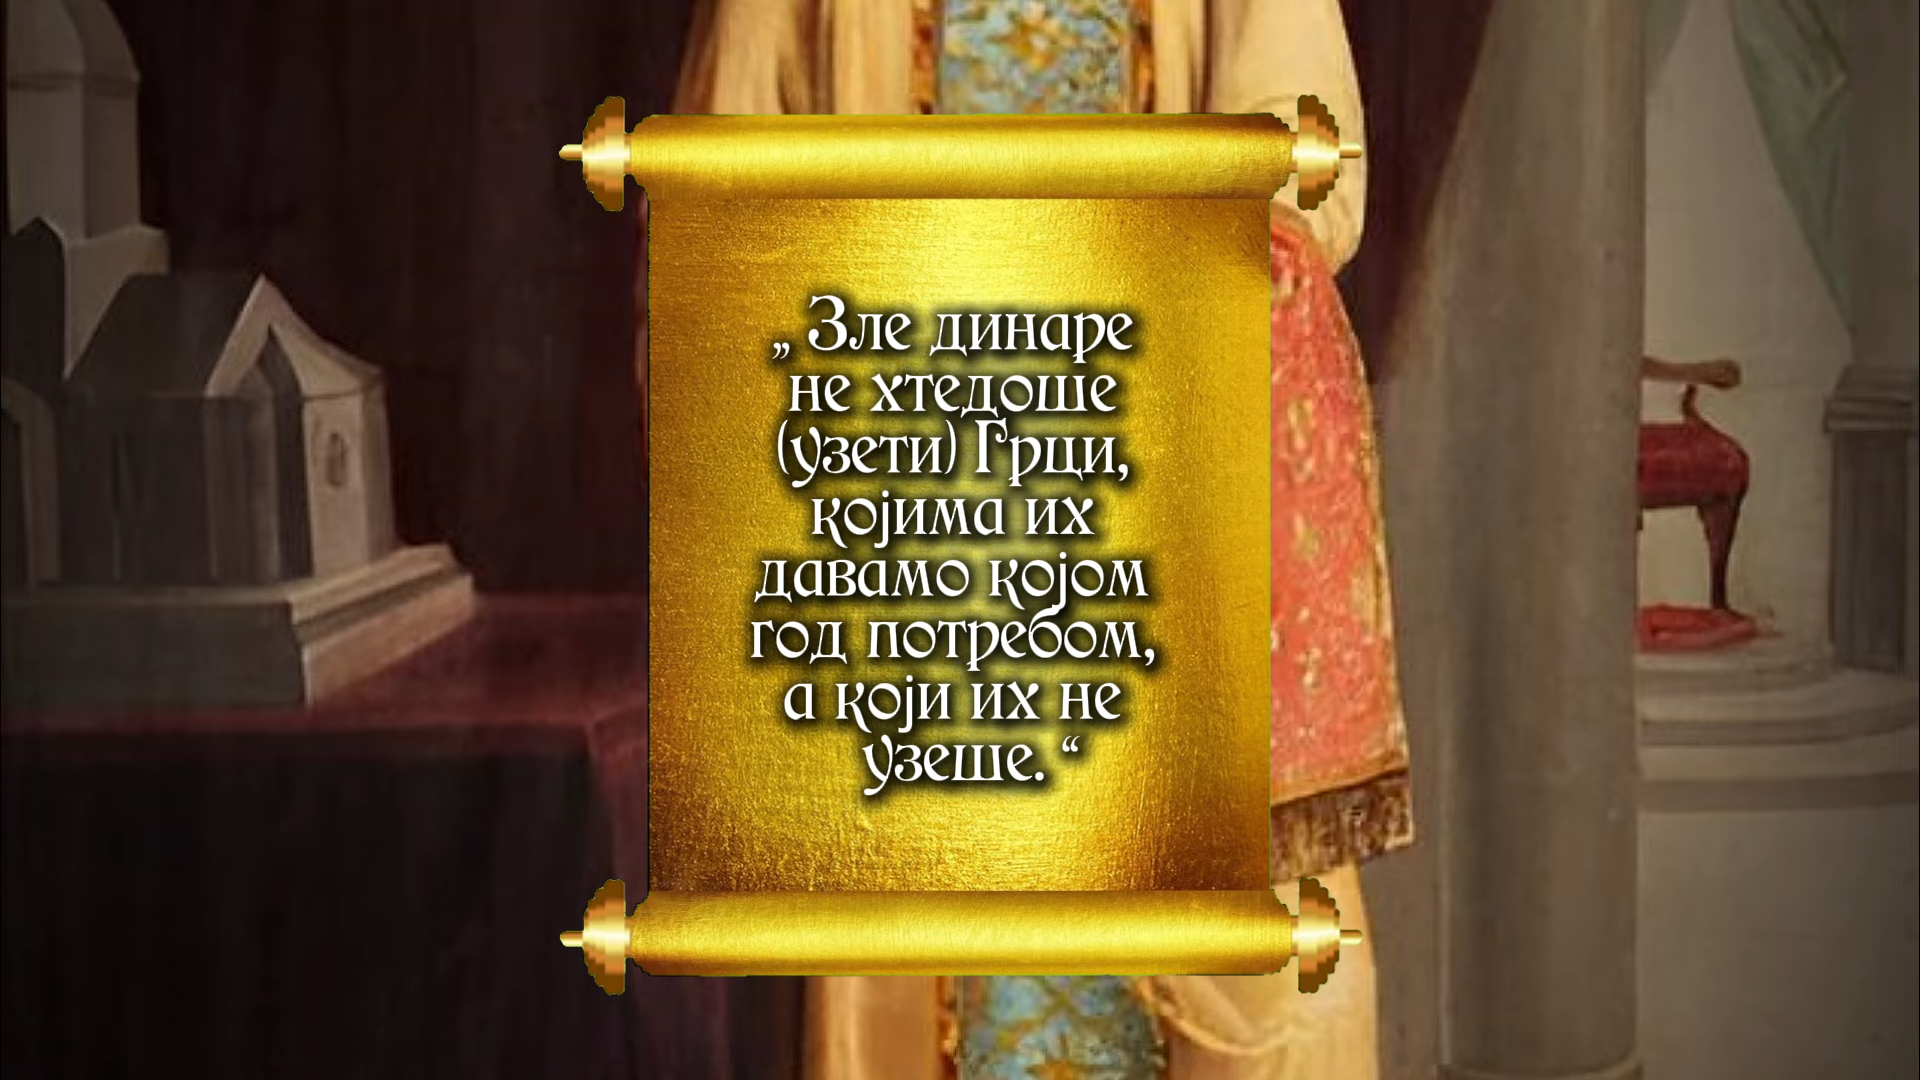 „ Зле динаре
не хтедоше
(узети) Грци,
којима их
давамо којом
год потребом,
а који их не
узеше. “